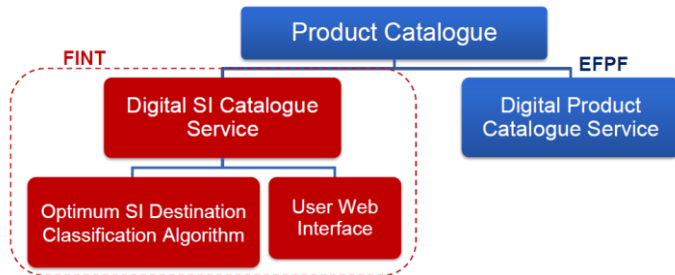 Product Catalogue
FINT
EFPF
Digital SI Catalogue
Service
Digital Product
Catalogue Service
Optimum SI Destination
Classification Algorithm
User Web
Interface